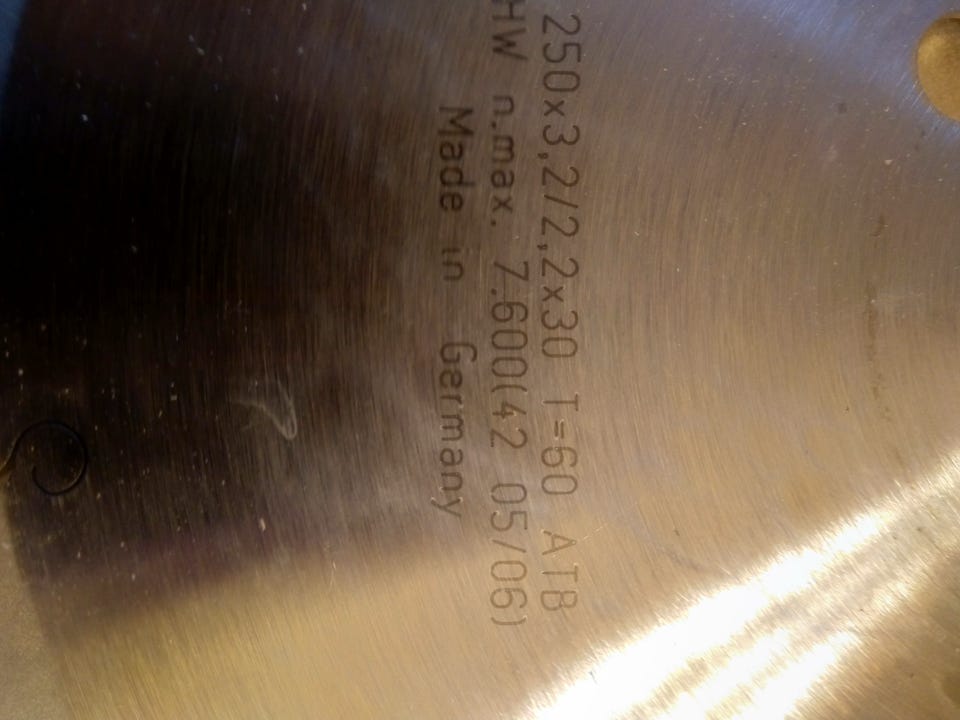 250x3,2/2,2x30 T=60 ATB
HW n.max. 7.600(42 05/06)
Made in Germany